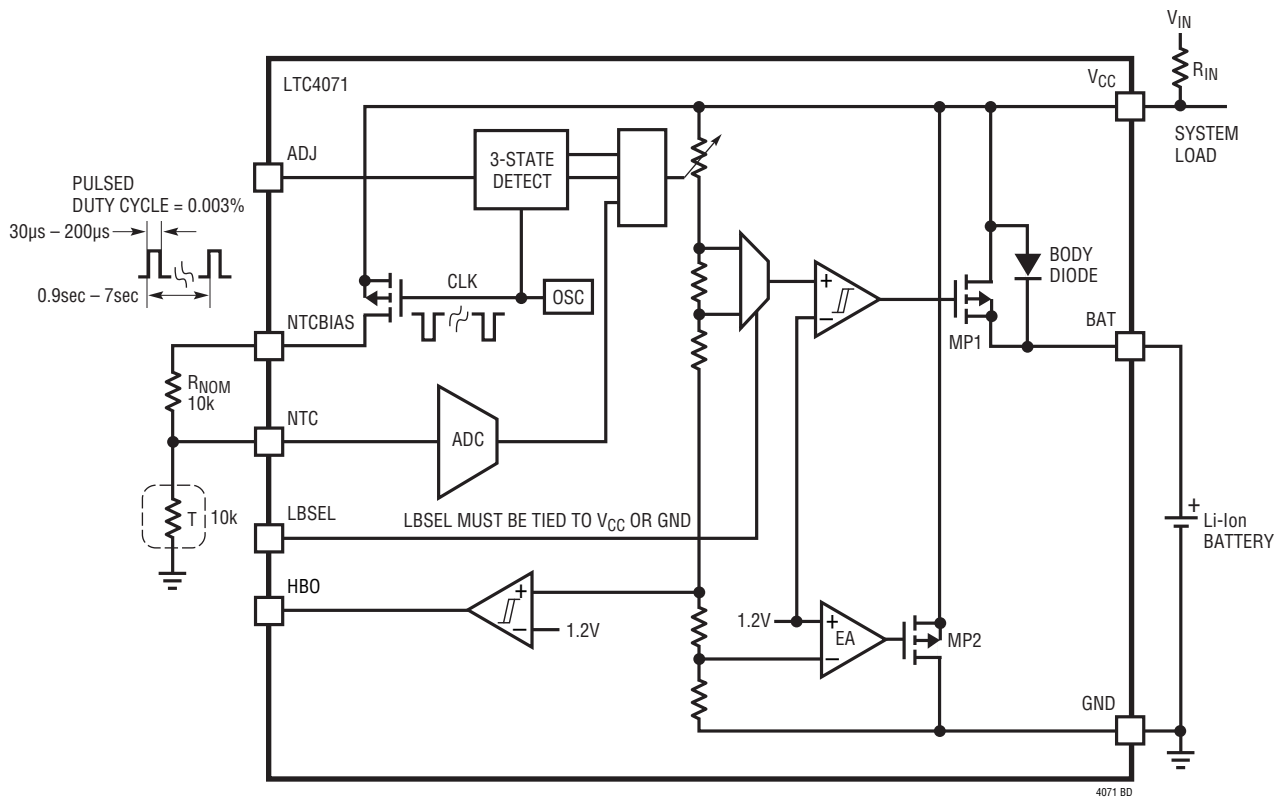 V_IN
R_IN
LTC4071
V_CC
SYSTEM
LOAD
ADJ
3-STATE
DETECT
PULSED
DUTY CYCLE = 0.003%
30µs – 200µs
0.9sec – 7sec
CLK
OSC
NTCBIAS
+
–
MP1
BODY
DIODE
BAT
R_NOM
10k
NTC
ADC
T
10k
LBSEL
LBSEL MUST BE TIED TO V_CC OR GND
+
Li-Ion
BATTERY
HBO
+
–
1.2V
1.2V
+
EA
–
MP2
GND
4071 BD